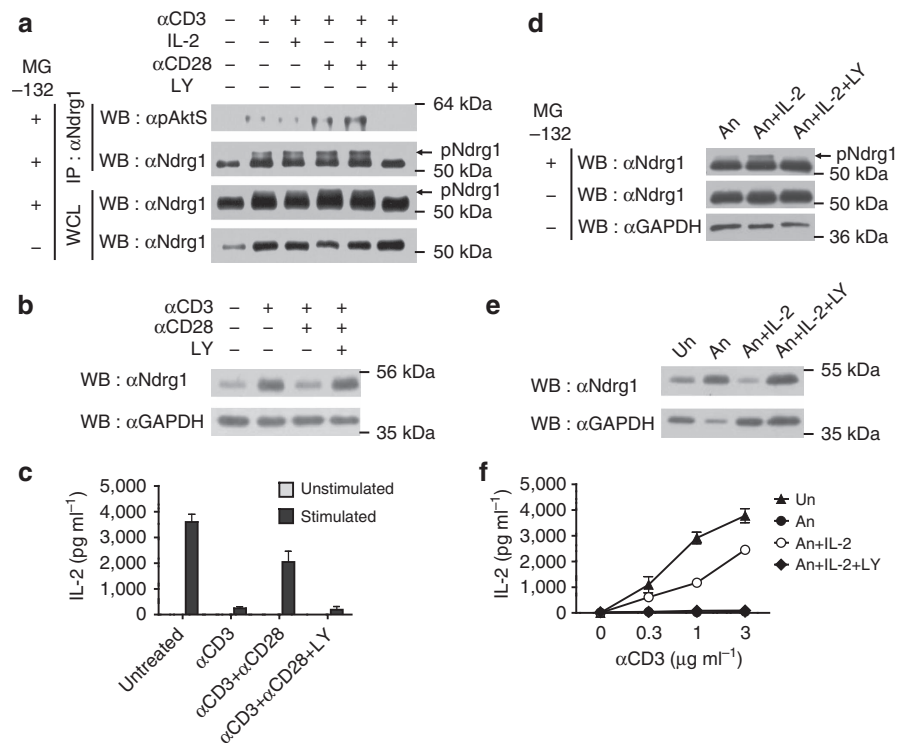 a
αCD3 – + + + + +
IL-2 – – + – + +
αCD28 – – – + + +
LY – – – – – +
MG
–132
IP : αNdrg1
WCL
+ WB : αpAktS
64 kDa
+ WB : αNdrg1
pNdrg1
50 kDa
+ WB : αNdrg1
pNdrg1
50 kDa
– WB : αNdrg1
50 kDa
b
αCD3 – + + +
αCD28 – – + +
LY – – – +
WB : αNdrg1
56 kDa
WB : αGAPDH
35 kDa
c
IL-2 (pg ml–1)
5,000
4,000
3,000
2,000
1,000
0
Unstimulated
Stimulated
Untreated
αCD3
αCD3+αCD28
αCD3+αCD28+LY
d
An
An+IL-2
An+IL-2+LY
MG
–132
+ WB : αNdrg1
pNdrg1
50 kDa
– WB : αNdrg1
50 kDa
– WB : αGAPDH
36 kDa
e
Un
An
An+IL-2
An+IL-2+LY
WB : αNdrg1
55 kDa
WB : αGAPDH
35 kDa
f
IL-2 (pg ml–1)
5,000
4,000
3,000
2,000
1,000
0
Un
An
An+IL-2
An+IL-2+LY
0 0.3 1 3
αCD3 (μg ml–1)